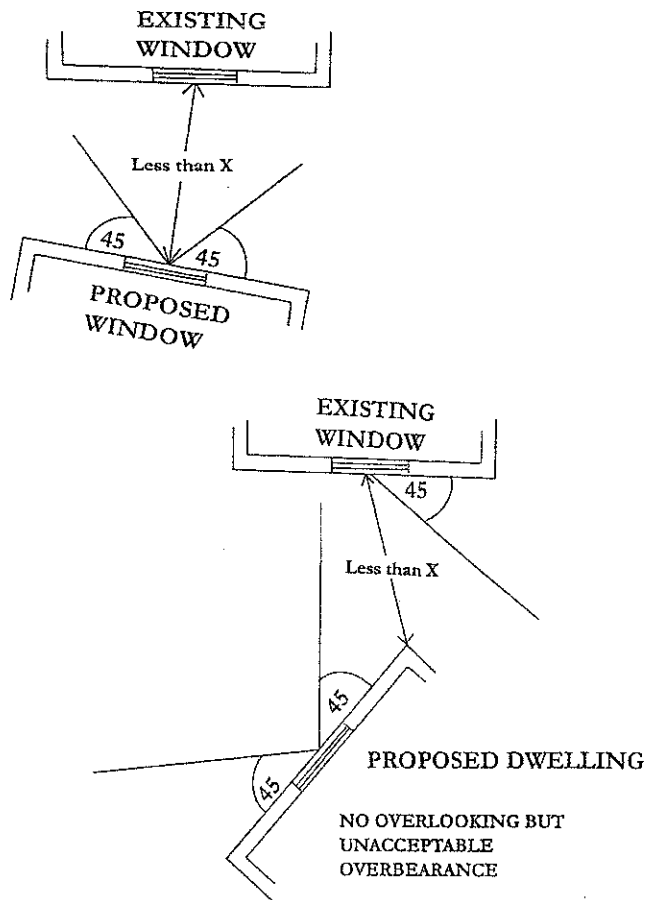 EXISTING
WINDOW
Less than X
45
45
PROPOSED
WINDOW
EXISTING
WINDOW
45
Less than X
45
45
PROPOSED DWELLING
NO OVERLOOKING BUT
UNACCEPTABLE
OVERBEARANCE